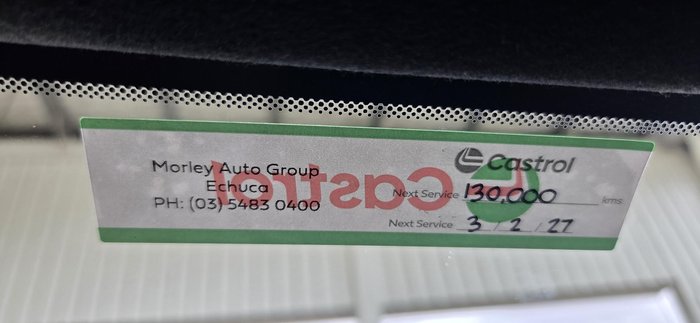 Morley Auto Group
Echuca
PH: (03) 5483 0400
Castrol
Next Service 130,000 kms
Next Service 3 / 2 / 27
Castrol